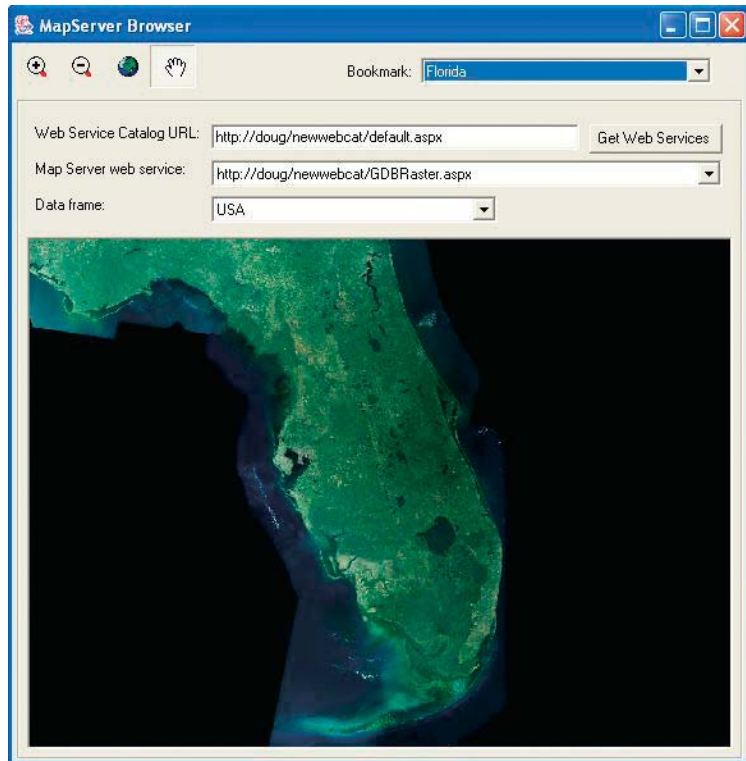 MapServer Browser
Bookmark: Florida
Web Service Catalog URL: http://doug/newwebcat/default.aspx Get Web Services
Map Server web service: http://doug/newwebcat/GDBRaster.aspx
Data frame: USA